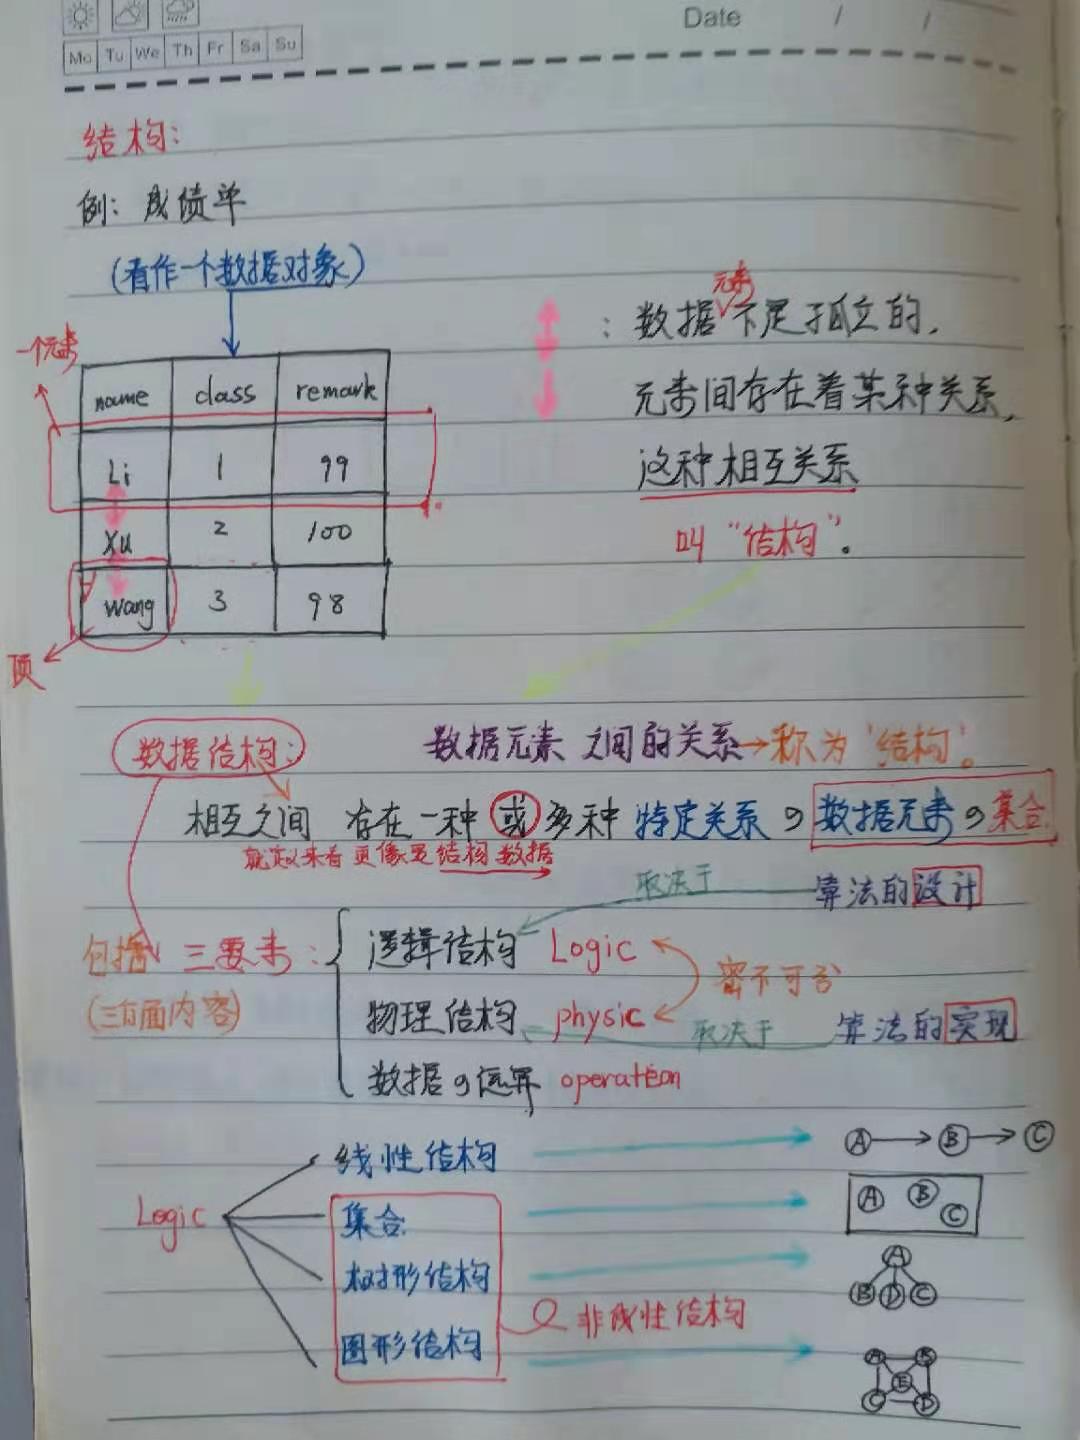 Date / /
Mo Tu We Th Fr Sa Su
结构:
例: 成绩单
(看作一个数据对象)
一个元素
name class remark
Li 1 99
Xu 2 100
Wang 3 98
项
: 数据元素不是孤立的,
元素间存在着某种关系,
这种相互关系
叫“结构”。
数据结构:
数据元素 之间的关系→称为'结构'。
相互之间 存在一种或多种 特定关系の数据元素の集合.
就定义来看 更像是结构 数据
取决于 算法的设计
包括 三要素:
(三方面内容)
逻辑结构 Logic
密不可分
物理结构 physic
取决于 算法的实现
数据の运算 operation
Logic
线性结构 A B C
集合. A B C
树形结构 A B D C
非线性结构
图形结构 A B E C D